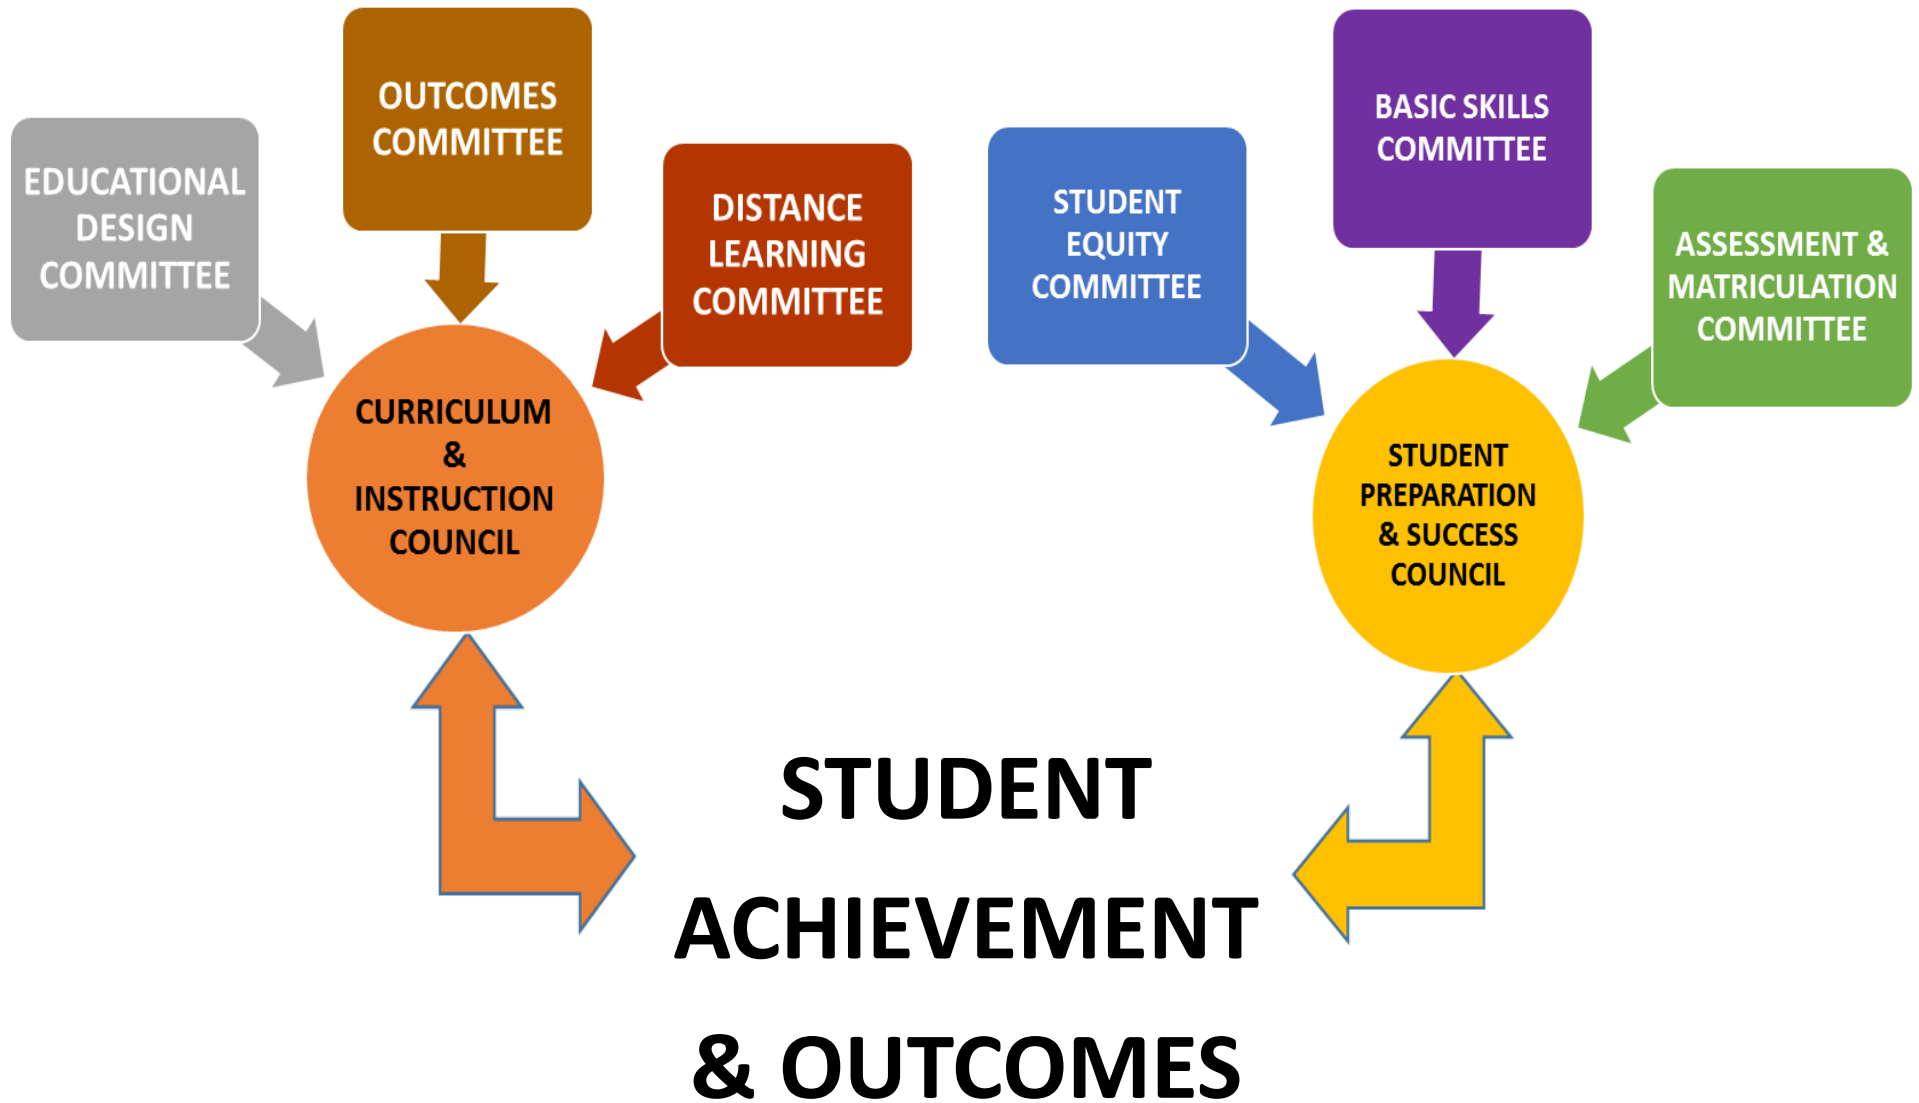 EDUCATIONAL
DESIGN
COMMITTEE
OUTCOMES
COMMITTEE
DISTANCE
LEARNING
COMMITTEE
CURRICULUM
&
INSTRUCTION
COUNCIL
STUDENT
EQUITY
COMMITTEE
BASIC SKILLS
COMMITTEE
ASSESSMENT &
MATRICULATION
COMMITTEE
STUDENT
PREPARATION
& SUCCESS
COUNCIL
STUDENT
ACHIEVEMENT
& OUTCOMES